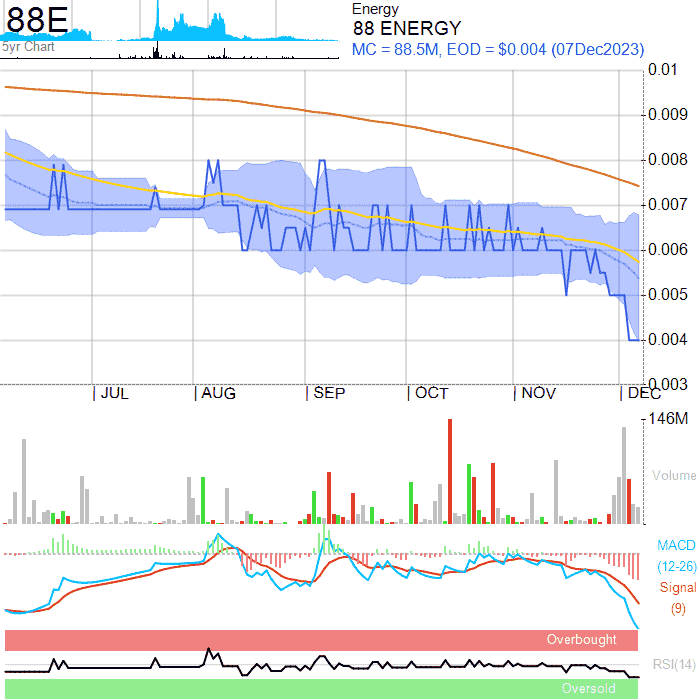 88E
5yr Chart
Energy
88 ENERGY
MC = 88.5M, EOD = $0.004 (07Dec2023)
0.01
0.009
0.008
0.007
0.006
0.005
0.004
0.003
JUL AUG SEP OCT NOV DEC
146M
Volume
MACD
(12-26)
Signal
(9)
Overbought
RSI(14)
Oversold